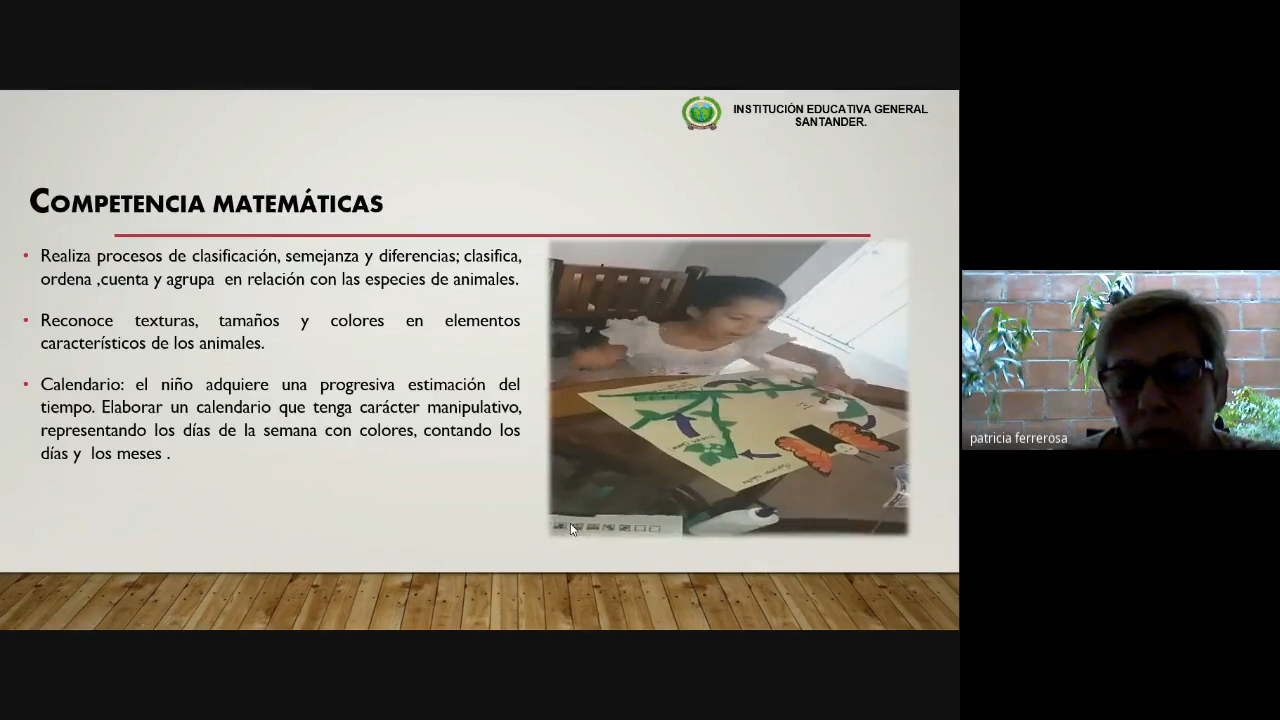 INSTITUCIÓN EDUCATIVA GENERAL
SANTANDER.
COMPETENCIA MATEMÁTICAS
• Realiza procesos de clasificación, semejanza y diferencias; clasifica,
ordena ,cuenta y agrupa en relación con las especies de animales.
• Reconoce texturas, tamaños y colores en elementos
característicos de los animales.
• Calendario: el niño adquiere una progresiva estimación del
tiempo. Elaborar un calendario que tenga carácter manipulativo,
representando los días de la semana con colores, contando los
días y los meses .
patricia ferrerosa